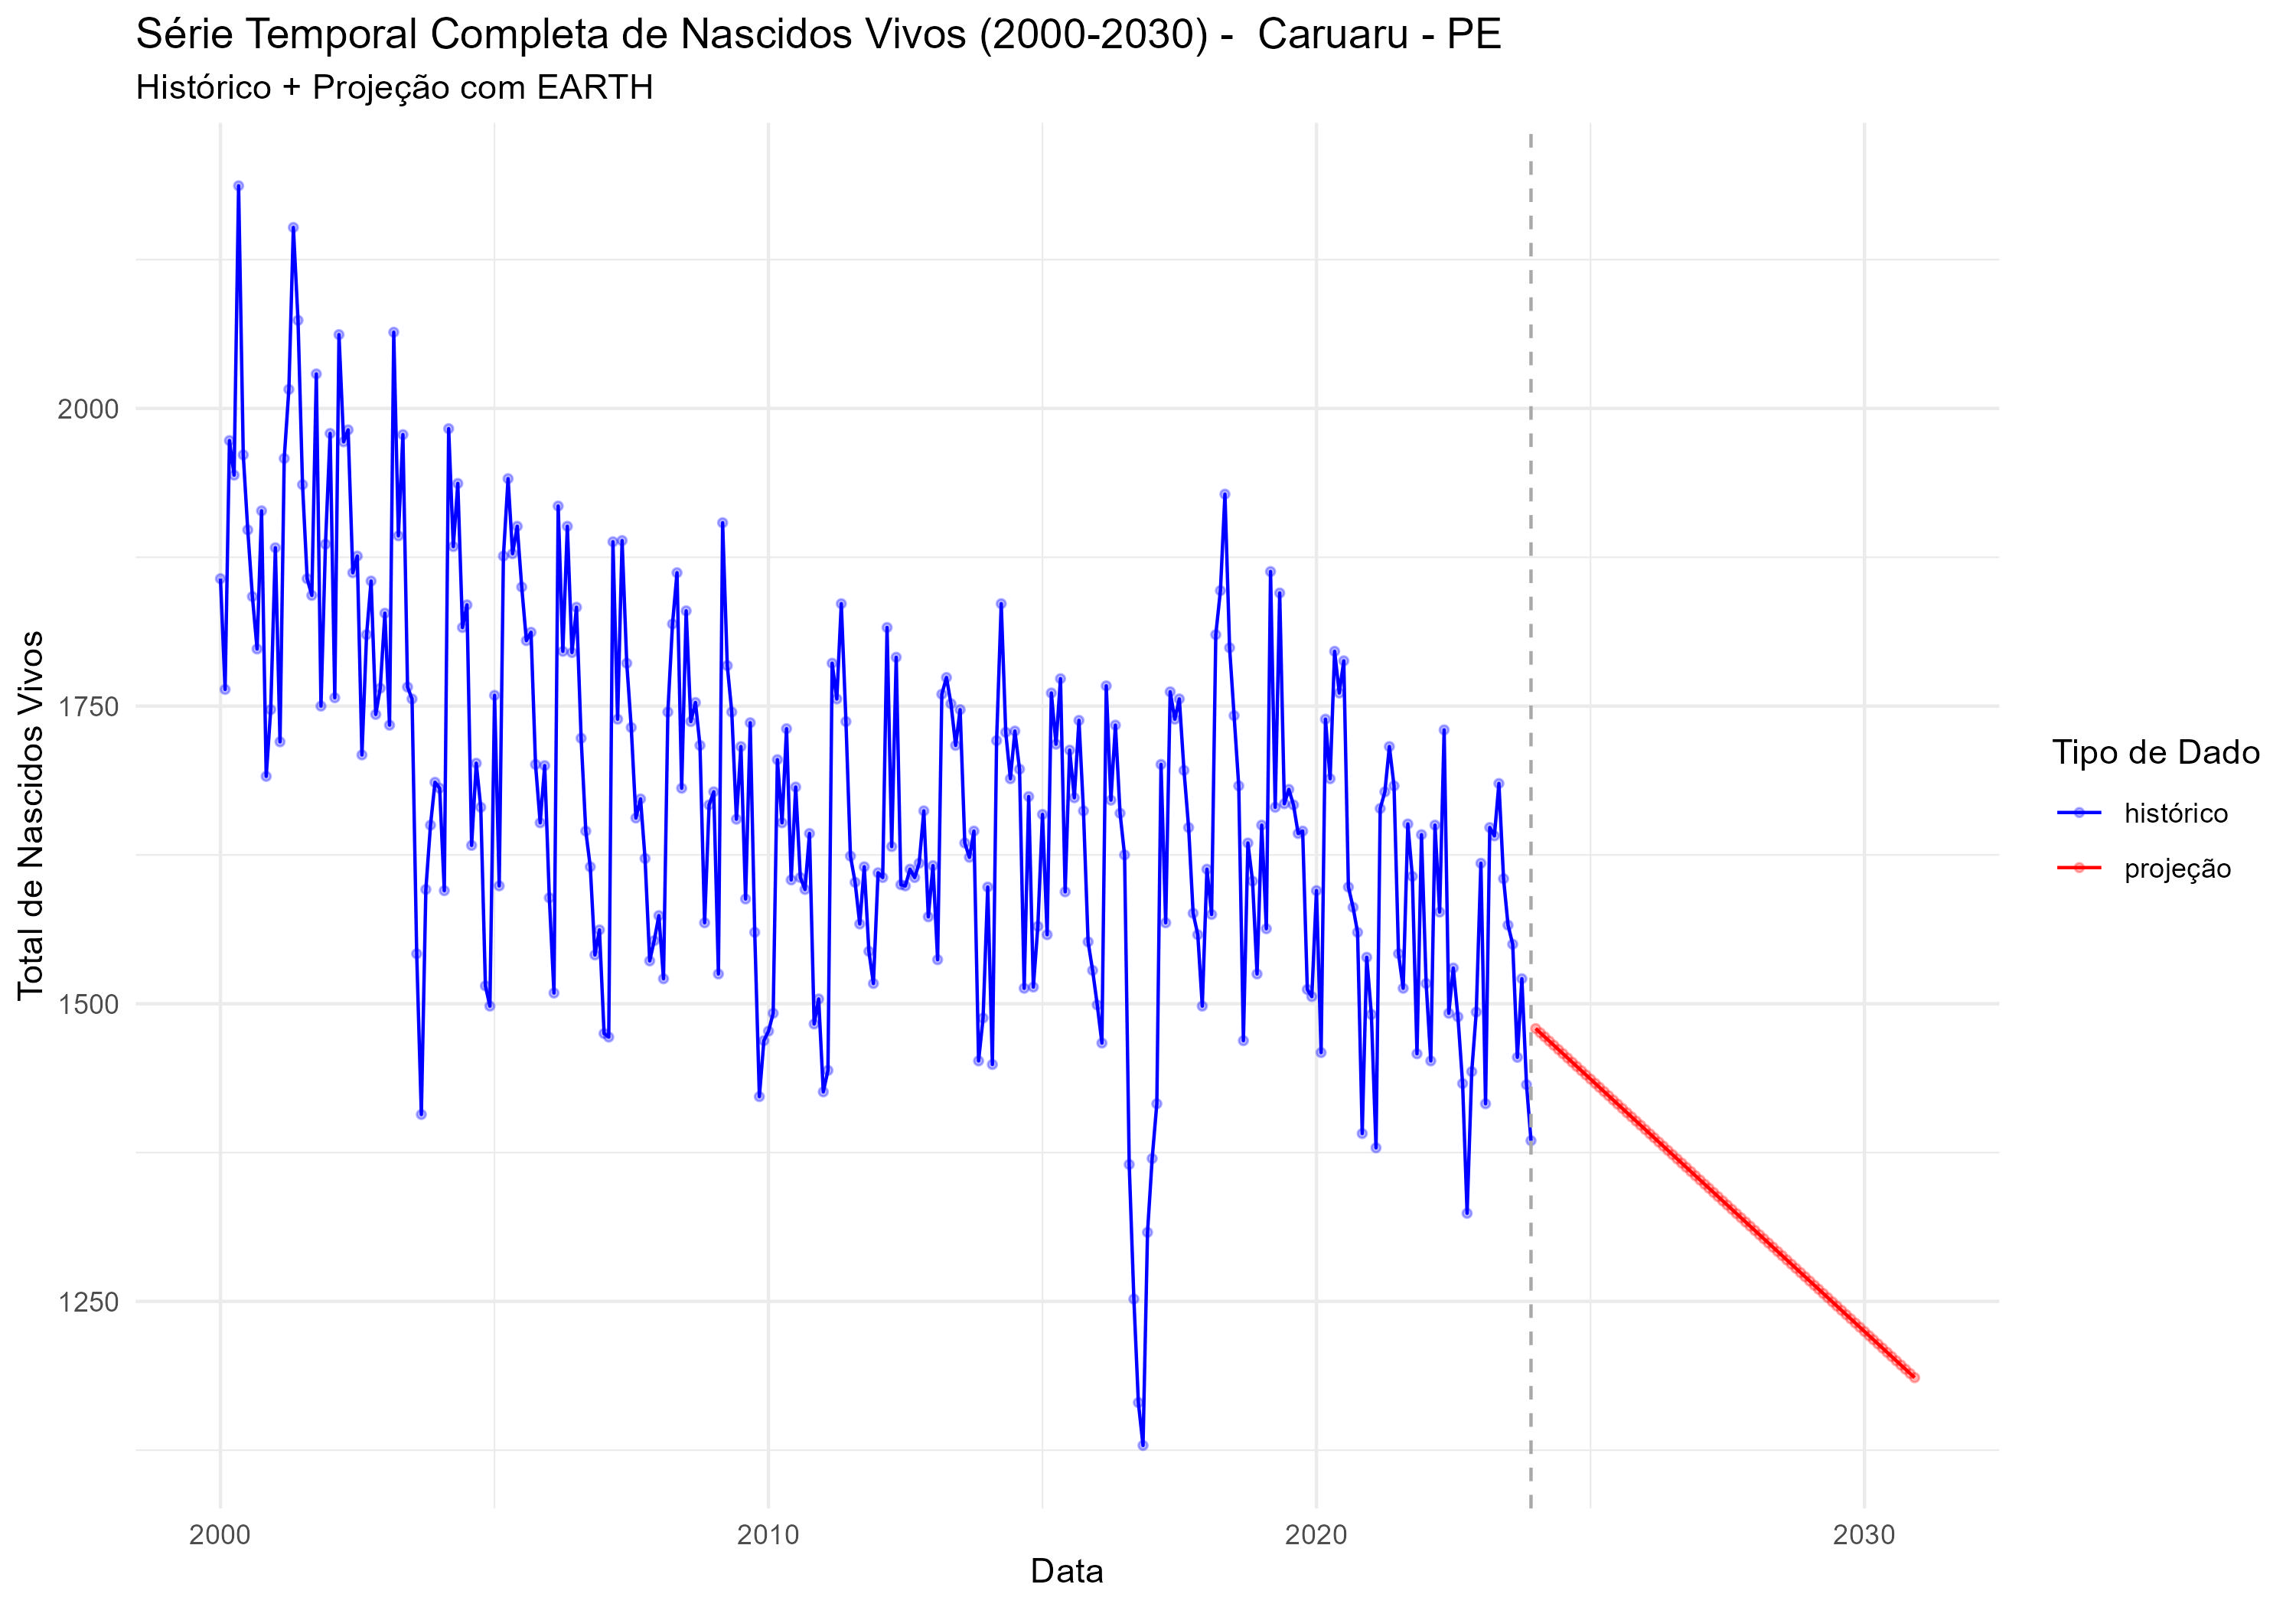 Série Temporal Completa de Nascidos Vivos (2000-2030) -  Caruaru - PE
Histórico + Projeção com EARTH
Total de Nascidos Vivos
2000
1750
1500
1250
2000
2010
2020
2030
Data
Tipo de Dado
histórico
projeção